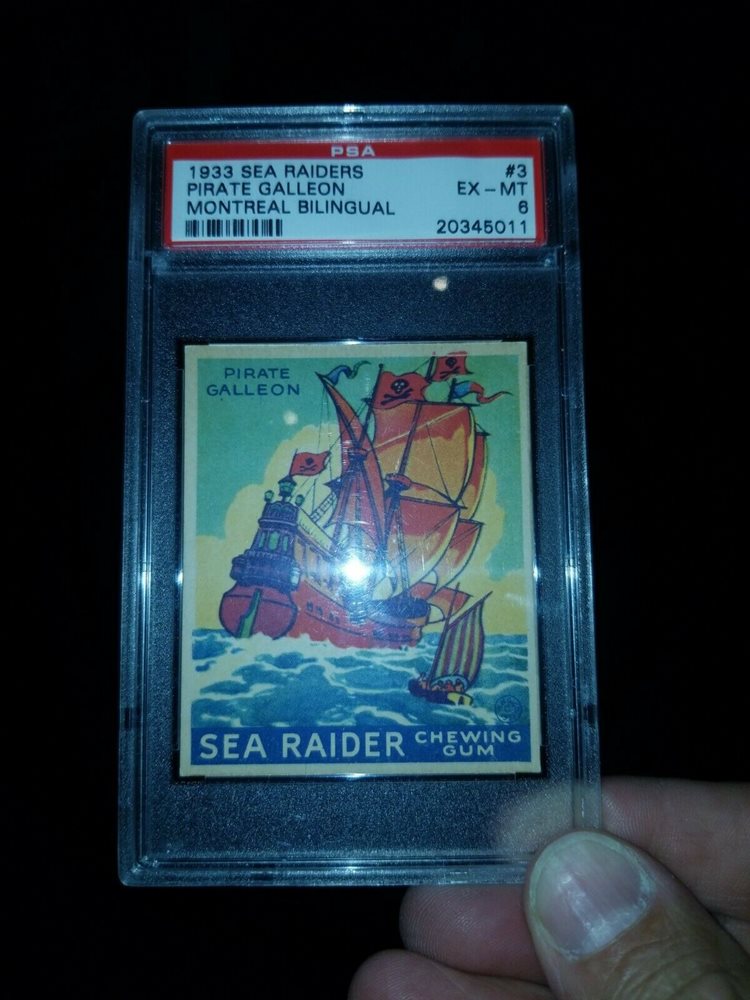 PSA
1933 SEA RAIDERS #3
PIRATE GALLEON EX - MT
MONTREAL BILINGUAL 6
20345011
PIRATE
GALLEON
SEA RAIDER CHEWING
GUM